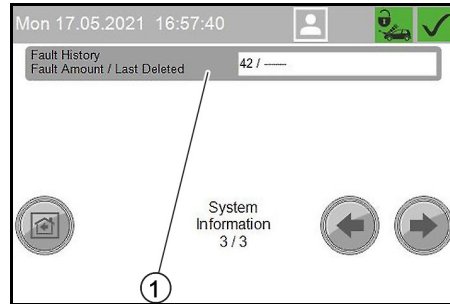 Mon 17.05.2021 16:57:40
Fault History
Fault Amount / Last Deleted
42 / -----
System
Information
3 / 3
1